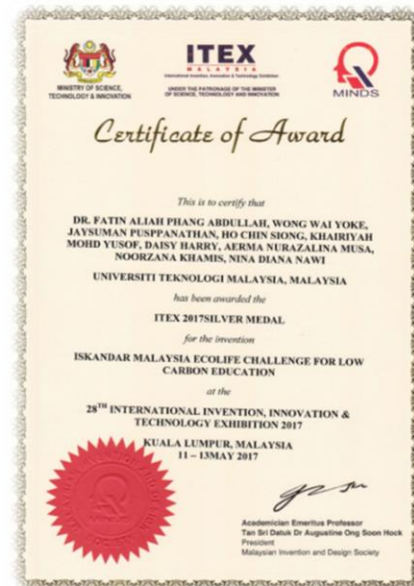 MINISTRY OF SCIENCE,
TECHNOLOGY & INNOVATION
ITEX
MALAYSIA
International Invention, Innovation & Technology Exhibition
UNDER THE PATRONAGE OF THE MINISTER
OF SCIENCE, TECHNOLOGY AND INNOVATION
MINDS
Certificate of Award
This is to certify that
DR. FATIN ALIAH PHANG ABDULLAH, WONG WAI YOKE,
JAYSUMAN PUSPPANATHAN, HO CHIN SIONG, KHAIRIYAH
MOHD YUSOF, DAISY HARRY, AERMA NURAZALINA MUSA,
NOORZANA KHAMIS, NINA DIANA NAWI
UNIVERSITI TEKNOLOGI MALAYSIA, MALAYSIA
has been awarded the
ITEX 2017SILVER MEDAL
for the invention
ISKANDAR MALAYSIA ECOLIFE CHALLENGE FOR LOW
CARBON EDUCATION
at the
28TH INTERNATIONAL INVENTION, INNOVATION &
TECHNOLOGY EXHIBITION 2017
KUALA LUMPUR, MALAYSIA
11 – 13MAY 2017
Academician Emeritus Professor
Tan Sri Datuk Dr Augustine Ong Soon Hock
President
Malaysian Invention and Design Society